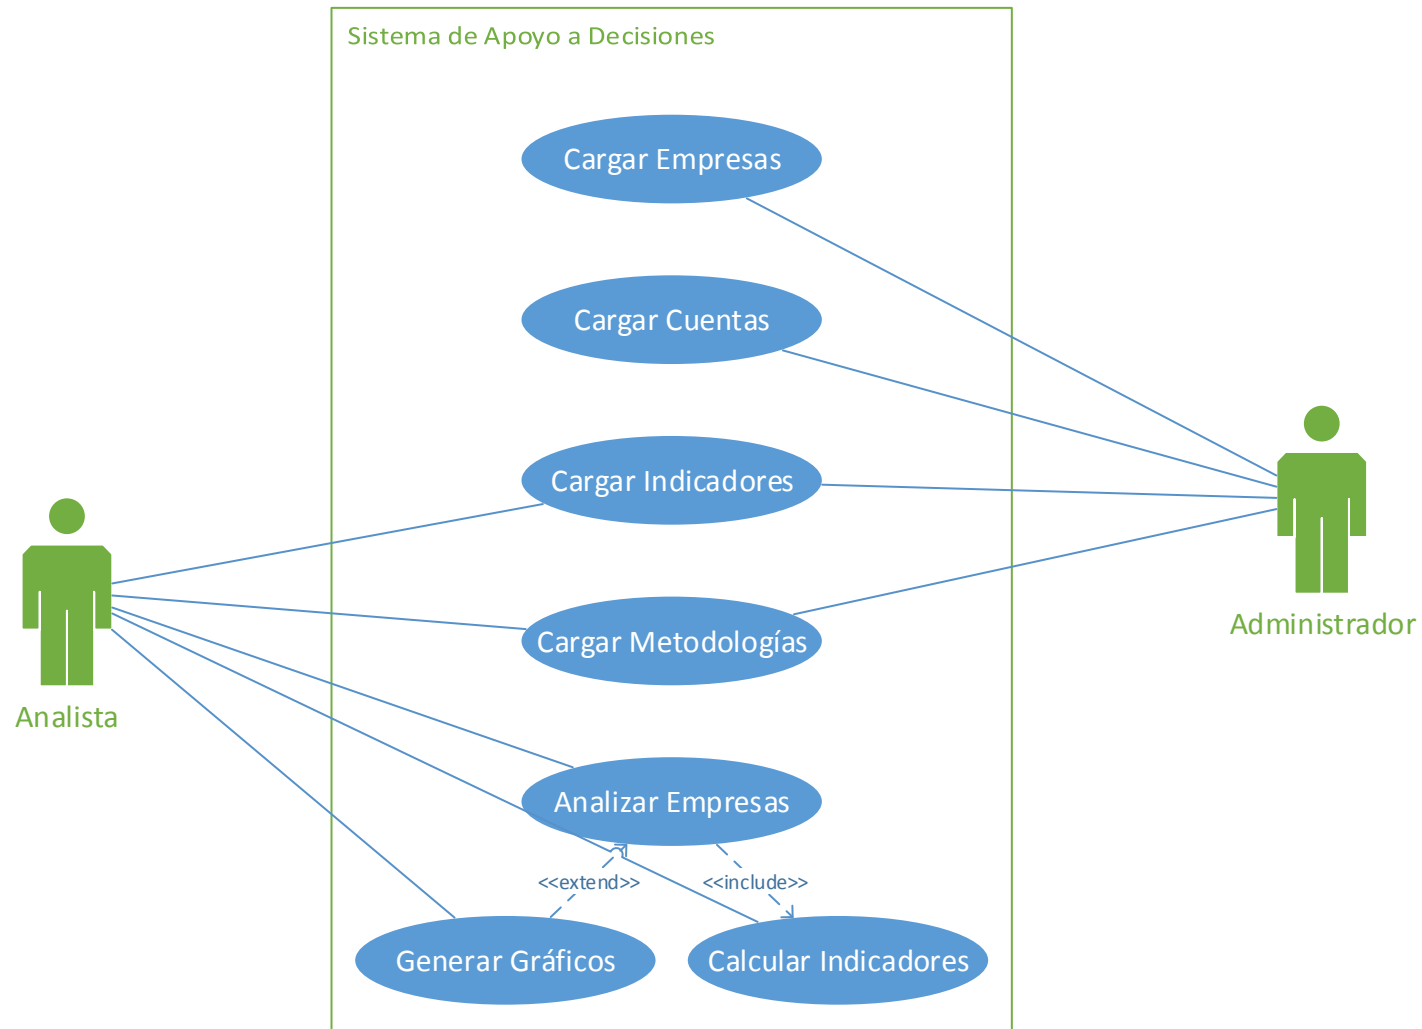 Sistema de Apoyo a Decisiones
Cargar Empresas
Cargar Cuentas
Cargar Indicadores
Administrador
Cargar Metodologías
Analista
Analizar Empresas
<<extend>>
<<include>>
Generar Gráficos
Calcular Indicadores